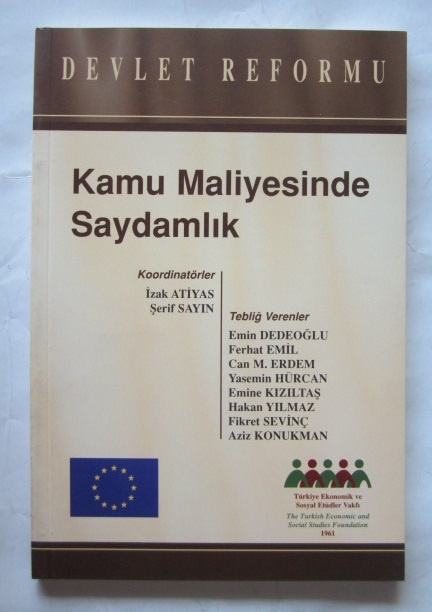 DEVLET REFORMU
Kamu Maliyesinde
Saydamlık
Koordinatörler
İzak ATİYAS
Şerif SAYIN
Tebliğ Verenler
Emin DEDEOĞLU
Ferhat EMİL
Can M. ERDEM
Yasemin HÜRCAN
Emine KIZILTAŞ
Hakan YILMAZ
Fikret SEVİNÇ
Aziz KONUKMAN
Türkiye Ekonomik ve
Sosyal Etüdler Vakfı
The Turkish Economic and
Social Studies Foundation
1961